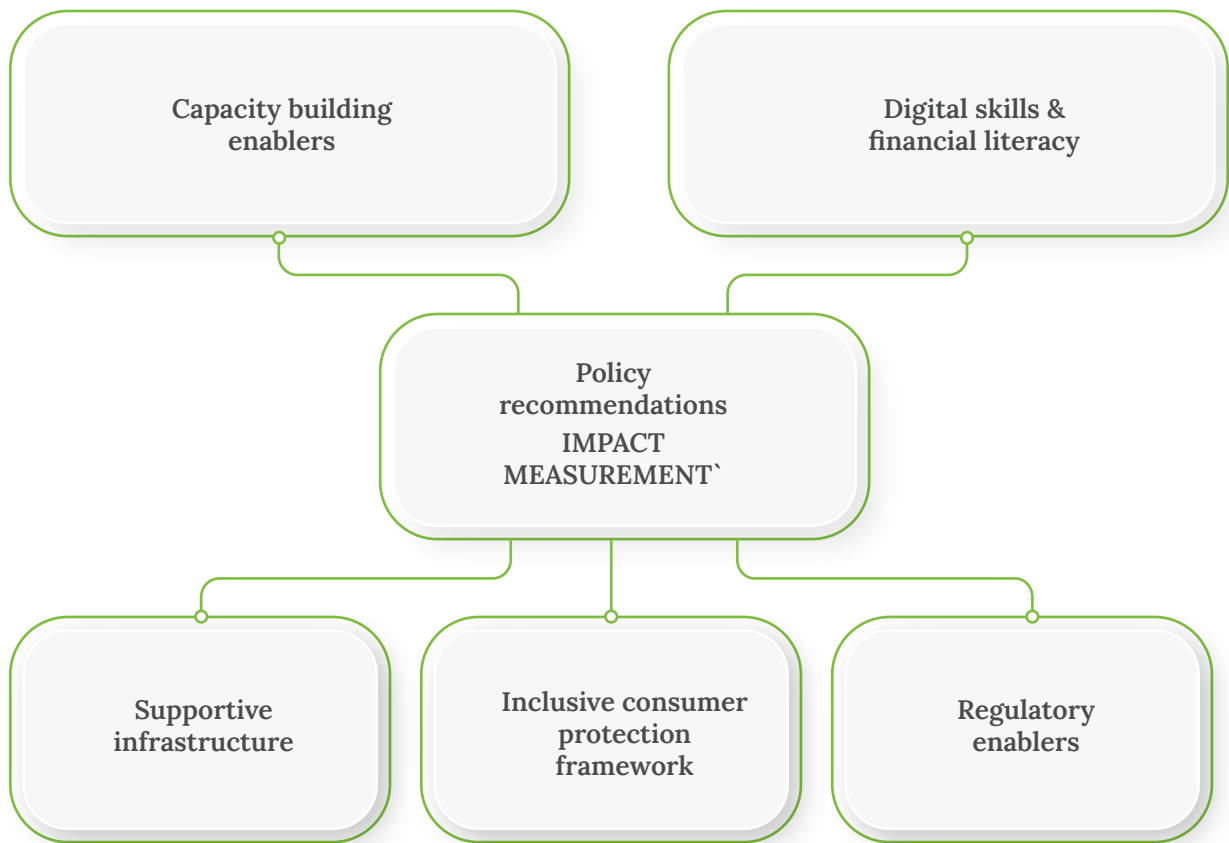 Capacity building
enablers
Digital skills &
financial literacy
Policy
recommendations
IMPACT
MEASUREMENT`
Supportive
infrastructure
Inclusive consumer
protection
framework
Regulatory
enablers